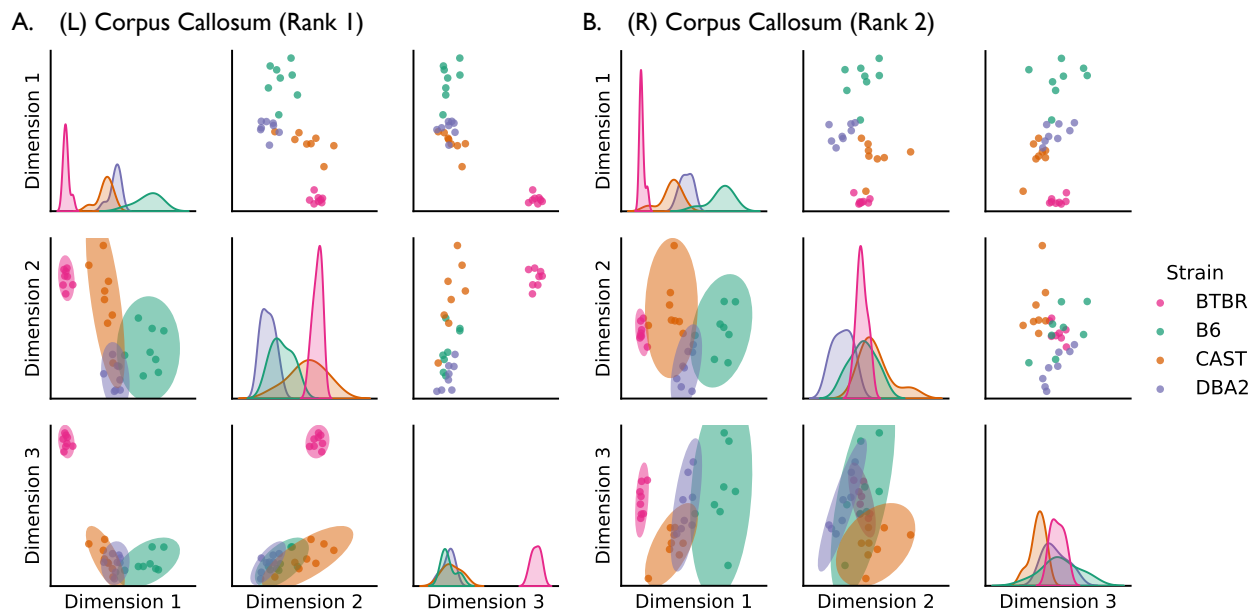 A. (L) Corpus Callosum (Rank 1)
B. (R) Corpus Callosum (Rank 2)
Dimension 1
Dimension 1
Dimension 2
Dimension 2
Strain
BTBR
B6
CAST
DBA2
Dimension 3
Dimension 3
Dimension 1
Dimension 2
Dimension 3
Dimension 1
Dimension 2
Dimension 3